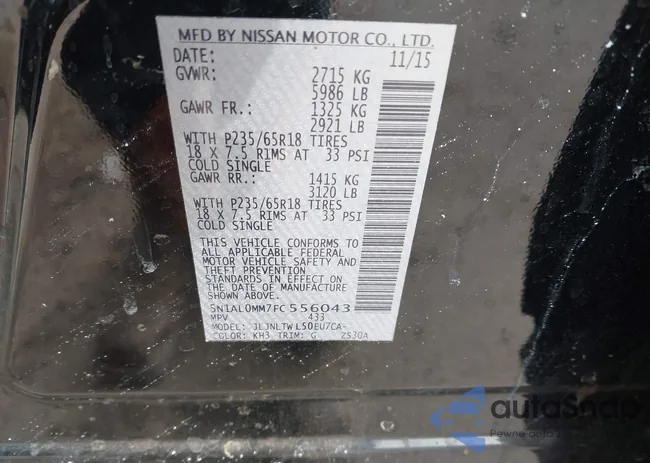 MFD BY NISSAN MOTOR CO., LTD.
DATE: 11/15
GVWR: 2715 KG
5986 LB
GAWR FR.: 1325 KG
2921 LB
WITH P235/65R18 TIRES
18 X 7.5 RIMS AT 33 PSI
COLD SINGLE
GAWR RR.: 1415 KG
3120 LB
WITH P235/65R18 TIRES
18 X 7.5 RIMS AT 33 PSI
COLD SINGLE
THIS VEHICLE CONFORMS TO
ALL APPLICABLE FEDERAL
MOTOR VEHICLE SAFETY AND
THEFT PREVENTION
STANDARDS IN EFFECT ON
THE DATE OF MANUFACTURE
SHOWN ABOVE.
5N1AL0MM7FC556043
MPV 433
MODEL: JLJNLTWL50EU7CA-
COLOR: KH3 TRIM: G ZS30A
autoSnap
Pewne auta z